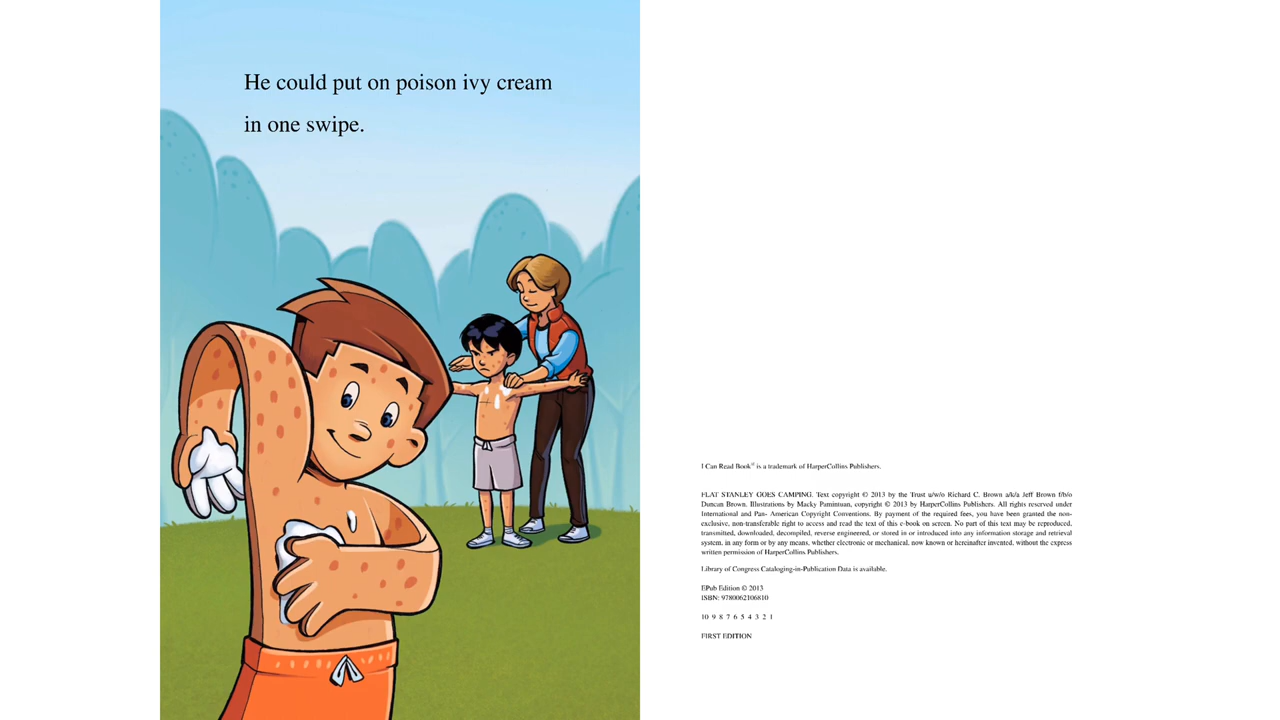 He could put on poison ivy cream
in one swipe.
I Can Read Book® is a trademark of HarperCollins Publishers.
FLAT STANLEY GOES CAMPING. Text copyright © 2013 by the Trust u/w/o Richard C. Brown a/k/a Jeff Brown f/b/o
Duncan Brown. Illustrations by Macky Pamintuan, copyright © 2013 by HarperCollins Publishers. All rights reserved under
International and Pan- American Copyright Conventions. By payment of the required fees, you have been granted the non-
exclusive, non-transferable right to access and read the text of this e-book on screen. No part of this text may be reproduced,
transmitted, downloaded, decompiled, reverse engineered, or stored in or introduced into any information storage and retrieval
system, in any form or by any means, whether electronic or mechanical, now known or hereinafter invented, without the express
written permission of HarperCollins Publishers.
Library of Congress Cataloging-in-Publication Data is available.
EPub Edition © 2013
ISBN: 9780062106810
10 9 8 7 6 5 4 3 2 1
FIRST EDITION